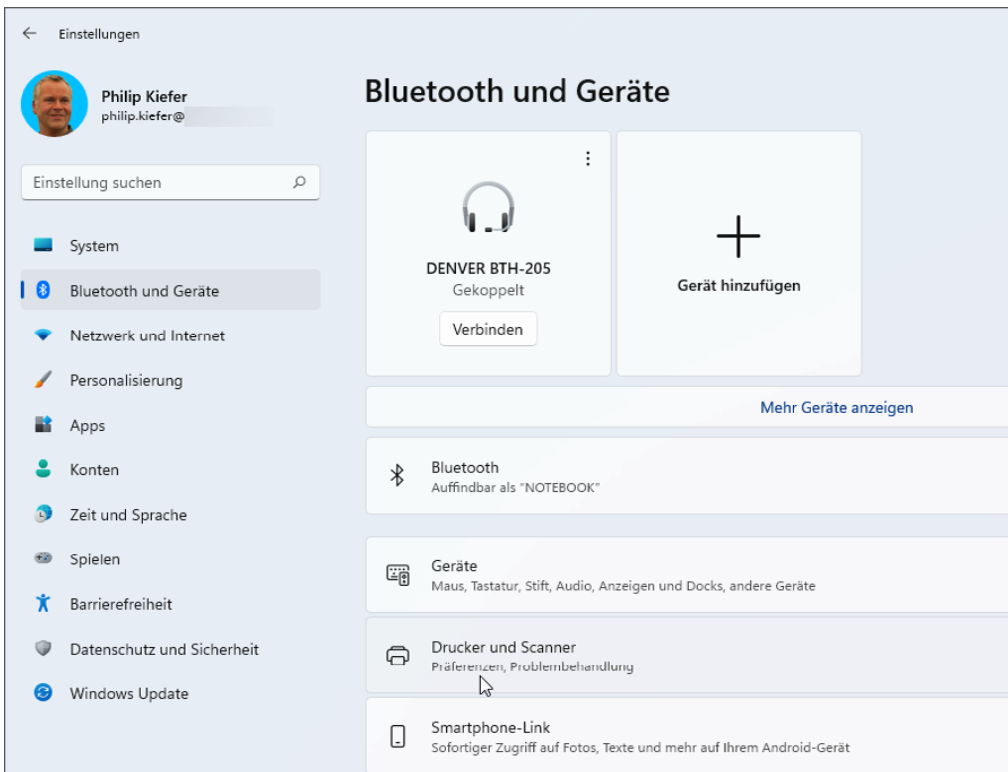 Einstellungen
Philip Kiefer
philip.kiefer@
Einstellung suchen
System
Bluetooth und Geräte
Netzwerk und Internet
Personalisierung
Apps
Konten
Zeit und Sprache
Spielen
Barrierefreiheit
Datenschutz und Sicherheit
Windows Update
Bluetooth und Geräte
DENVER BTH-205
Gekoppelt
Verbinden
Gerät hinzufügen
Mehr Geräte anzeigen
Bluetooth
Auffindbar als "NOTEBOOK"
Geräte
Maus, Tastatur, Stift, Audio, Anzeigen und Docks, andere Geräte
Drucker und Scanner
Präferenzen, Problembehandlung
Smartphone-Link
Sofortiger Zugriff auf Fotos, Texte und mehr auf Ihrem Android-Gerät